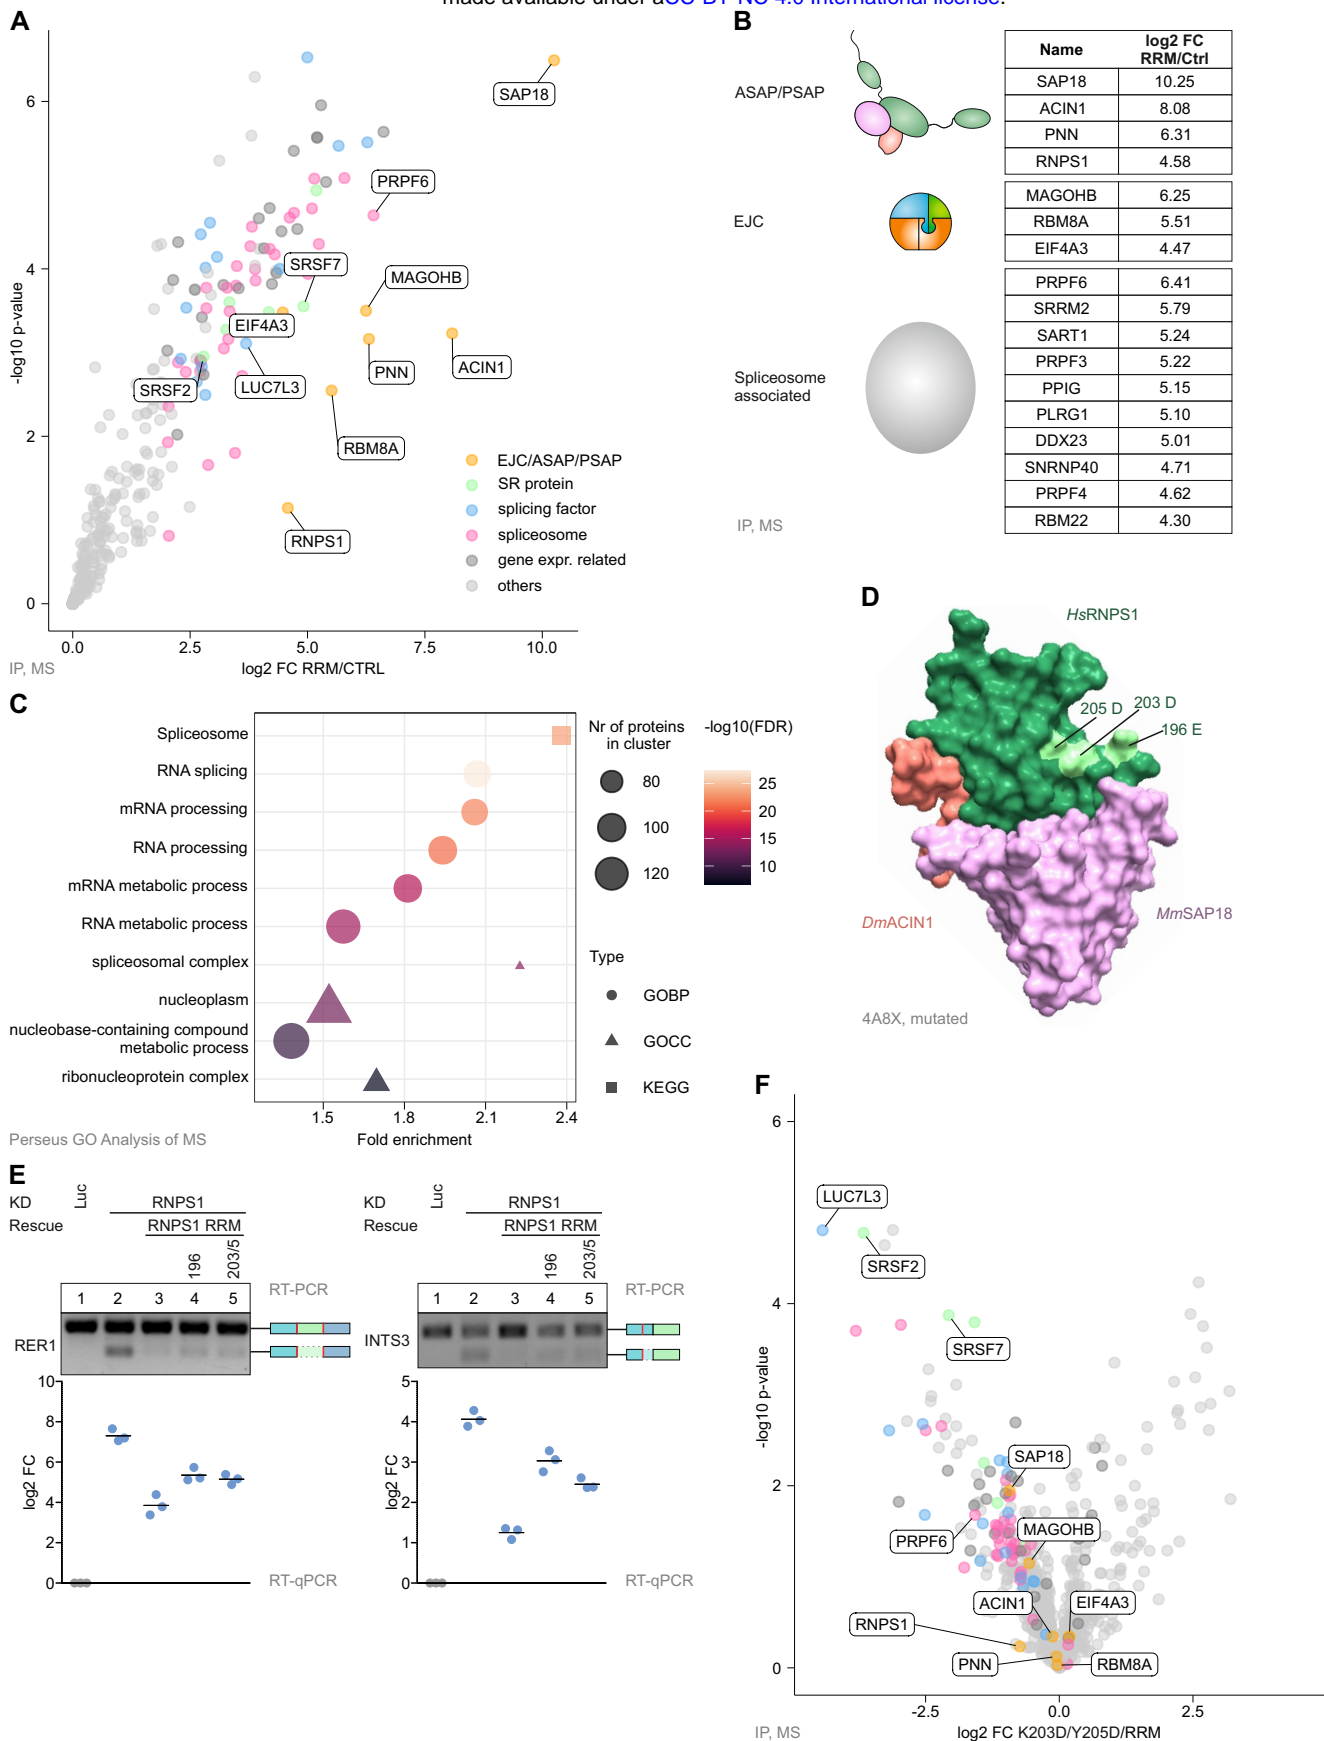 made available under aCC-BY-NC 4.0 International license.
A
6
4
2
0
-log10 p-value
SAP18
PRPF6
SRSF7
MAGOHB
EIF4A3
PNN
ACIN1
SRSF2
LUC7L3
RBM8A
RNPS1
EJC/ASAP/PSAP
SR protein
splicing factor
spliceosome
gene expr. related
others
0.0 2.5 5.0 7.5 10.0
log2 FC RRM/CTRL
IP, MS
B
ASAP/PSAP
EJC
Spliceosome
associated
IP, MS
Name log2 FC RRM/Ctrl
SAP18 10.25
ACIN1 8.08
PNN 6.31
RNPS1 4.58
MAGOHB 6.25
RBM8A 5.51
EIF4A3 4.47
PRPF6 6.41
SRRM2 5.79
SART1 5.24
PRPF3 5.22
PPIG 5.15
PLRG1 5.10
DDX23 5.01
SNRNP40 4.71
PRPF4 4.62
RBM22 4.30
C
Spliceosome
RNA splicing
mRNA processing
RNA processing
mRNA metabolic process
RNA metabolic process
spliceosomal complex
nucleoplasm
nucleobase-containing compound
metabolic process
ribonucleoprotein complex
1.5 1.8 2.1 2.4
Fold enrichment
Perseus GO Analysis of MS
Nr of proteins
in cluster
80
100
120
-log10(FDR)
25
20
15
10
Type
GOBP
GOCC
KEGG
D
HsRNPS1
205 D
203 D
196 E
DmACIN1
MmSAP18
4A8X, mutated
E
KD Luc RNPS1
Rescue RNPS1 RRM
196 203/5
RT-PCR
1 2 3 4 5
RER1
10
8
6
4
2
0
log2 FC
RT-qPCR
KD Luc RNPS1
Rescue RNPS1 RRM
196 203/5
RT-PCR
1 2 3 4 5
INTS3
5
4
3
2
1
0
log2 FC
RT-qPCR
F
6
4
2
0
-log10 p-value
LUC7L3
SRSF2
SRSF7
SAP18
PRPF6
MAGOHB
ACIN1
EIF4A3
RNPS1
PNN
RBM8A
-2.5 0.0 2.5
log2 FC K203D/Y205D/RRM
IP, MS